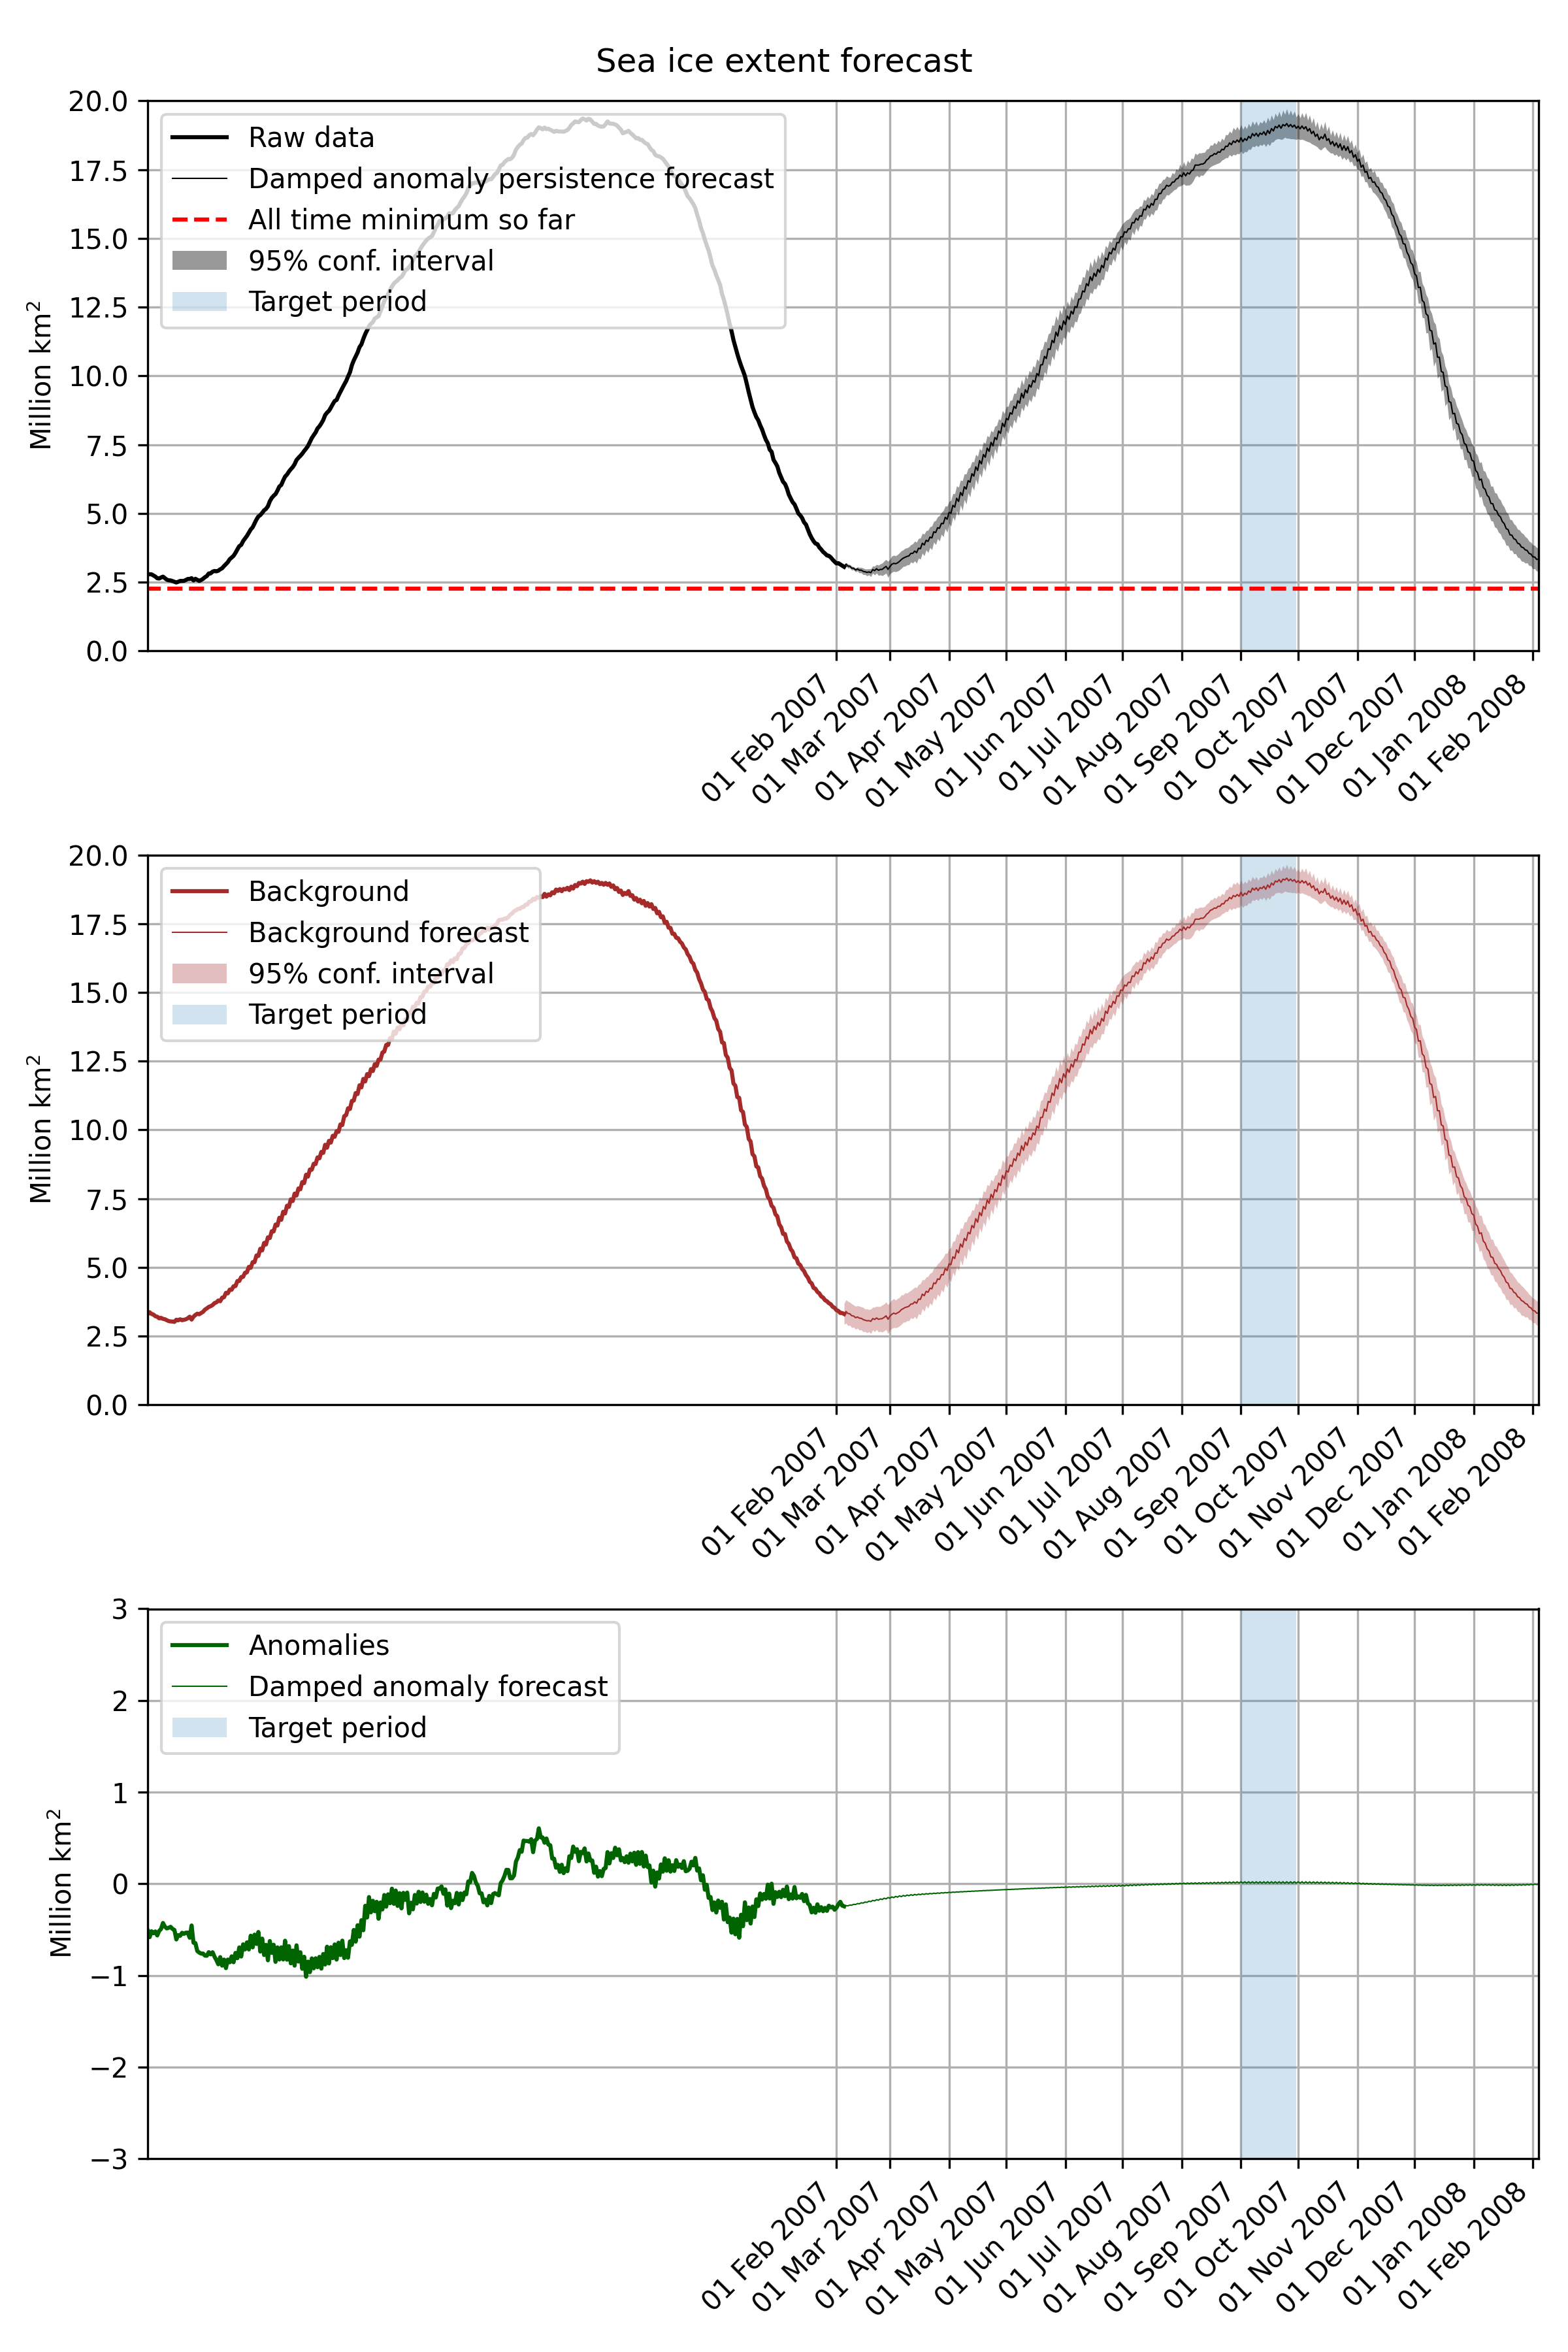 Sea ice extent forecast
20.0
17.5
15.0
12.5
10.0
7.5
5.0
2.5
0.0
Million km²
Raw data
Damped anomaly persistence forecast
All time minimum so far
95% conf. interval
Target period
01 Feb 2007
01 Mar 2007
01 Apr 2007
01 May 2007
01 Jun 2007
01 Jul 2007
01 Aug 2007
01 Sep 2007
01 Oct 2007
01 Nov 2007
01 Dec 2007
01 Jan 2008
01 Feb 2008
20.0
17.5
15.0
12.5
10.0
7.5
5.0
2.5
0.0
Million km²
Background
Background forecast
95% conf. interval
Target period
01 Feb 2007
01 Mar 2007
01 Apr 2007
01 May 2007
01 Jun 2007
01 Jul 2007
01 Aug 2007
01 Sep 2007
01 Oct 2007
01 Nov 2007
01 Dec 2007
01 Jan 2008
01 Feb 2008
3
2
1
0
−1
−2
−3
Million km²
Anomalies
Damped anomaly forecast
Target period
01 Feb 2007
01 Mar 2007
01 Apr 2007
01 May 2007
01 Jun 2007
01 Jul 2007
01 Aug 2007
01 Sep 2007
01 Oct 2007
01 Nov 2007
01 Dec 2007
01 Jan 2008
01 Feb 2008